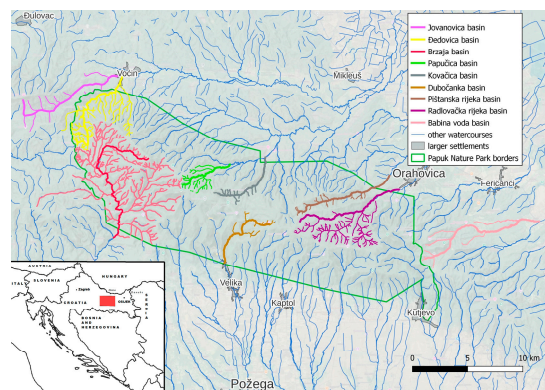 Đulovac
Voćin
Mikleuš
Orahovica
Feričanci
Velika
Kaptol
Kutjevo
Požega
Jovanovica basin
Đedovica basin
Brzaja basin
Papučica basin
Kovačica basin
Dubočanka basin
Pištanska rijeka basin
Radlovačka rijeka basin
Babina voda basin
other watercourses
larger settlements
Papuk Nature Park borders
AUSTRIA
SLOVENIA
HUNGARY
ITALY
Zagreb
CROATIA
BOSNIA
AND
HERZEGOVINA
0 5 10 km